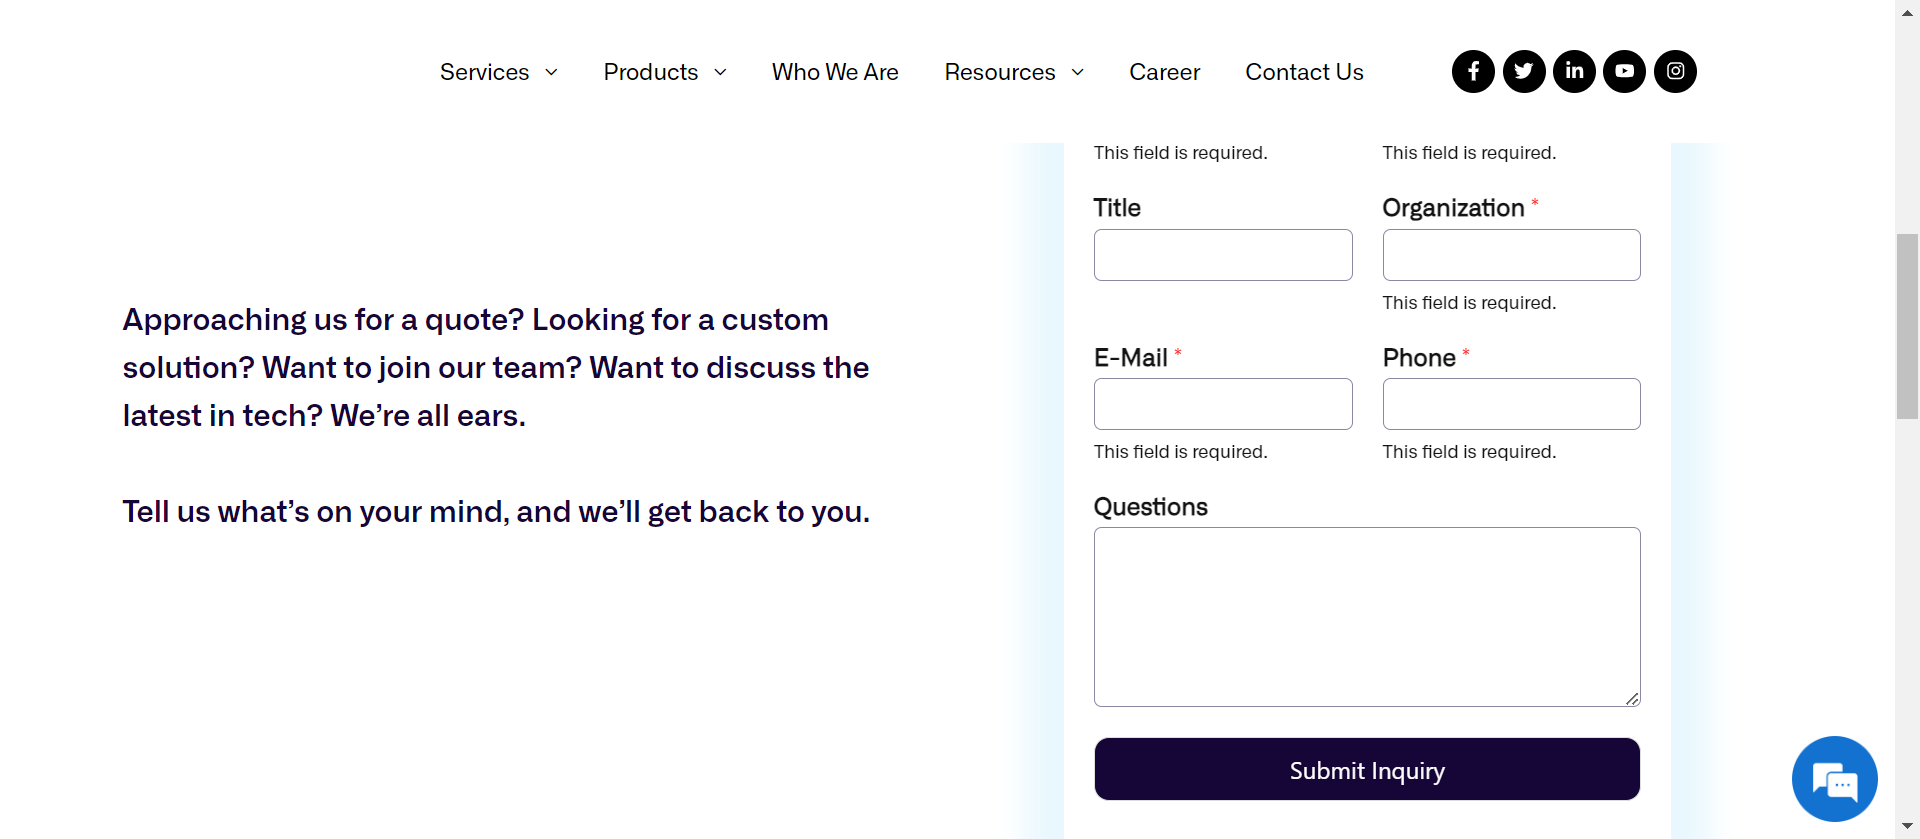 Services Products Who We Are Resources Career Contact Us
This field is required. This field is required.
Title Organization *
This field is required.
E-Mail * Phone *
This field is required. This field is required.
Questions
Submit Inquiry
Approaching us for a quote? Looking for a custom
solution? Want to join our team? Want to discuss the
latest in tech? We’re all ears.
Tell us what’s on your mind, and we’ll get back to you.